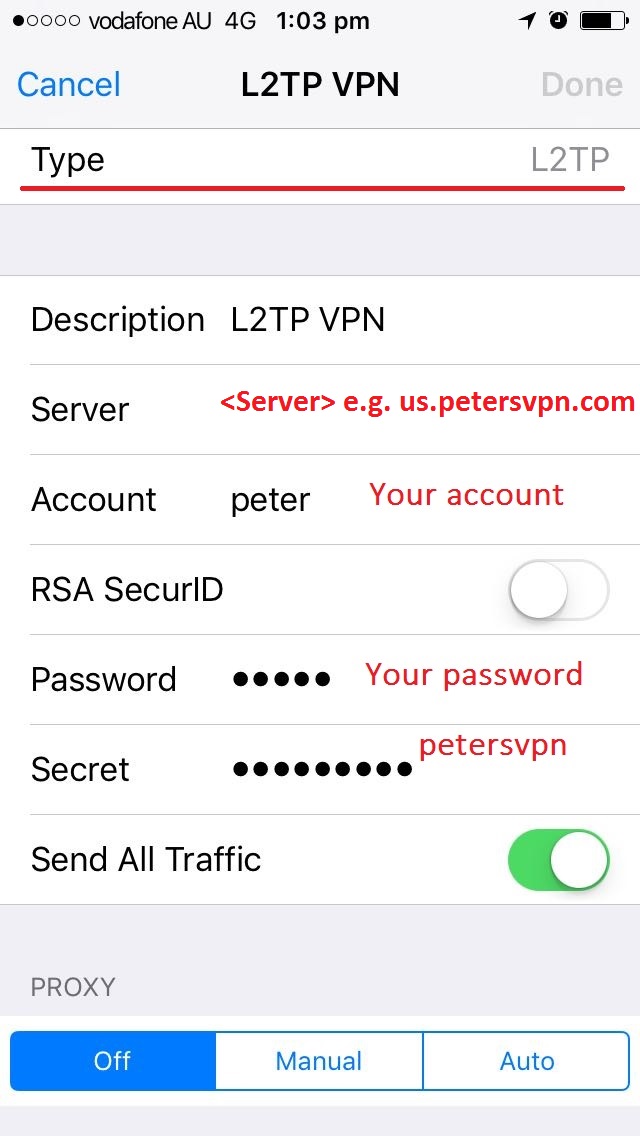 vodafone AU 4G 1:03 pm
Cancel L2TP VPN Done
Type L2TP
Description L2TP VPN
Server <Server> e.g. us.petersvpn.com
Account peter Your account
RSA SecurID
Password ●●●●● Your password
Secret ●●●●●●●●● petersvpn
Send All Traffic
PROXY
Off Manual Auto